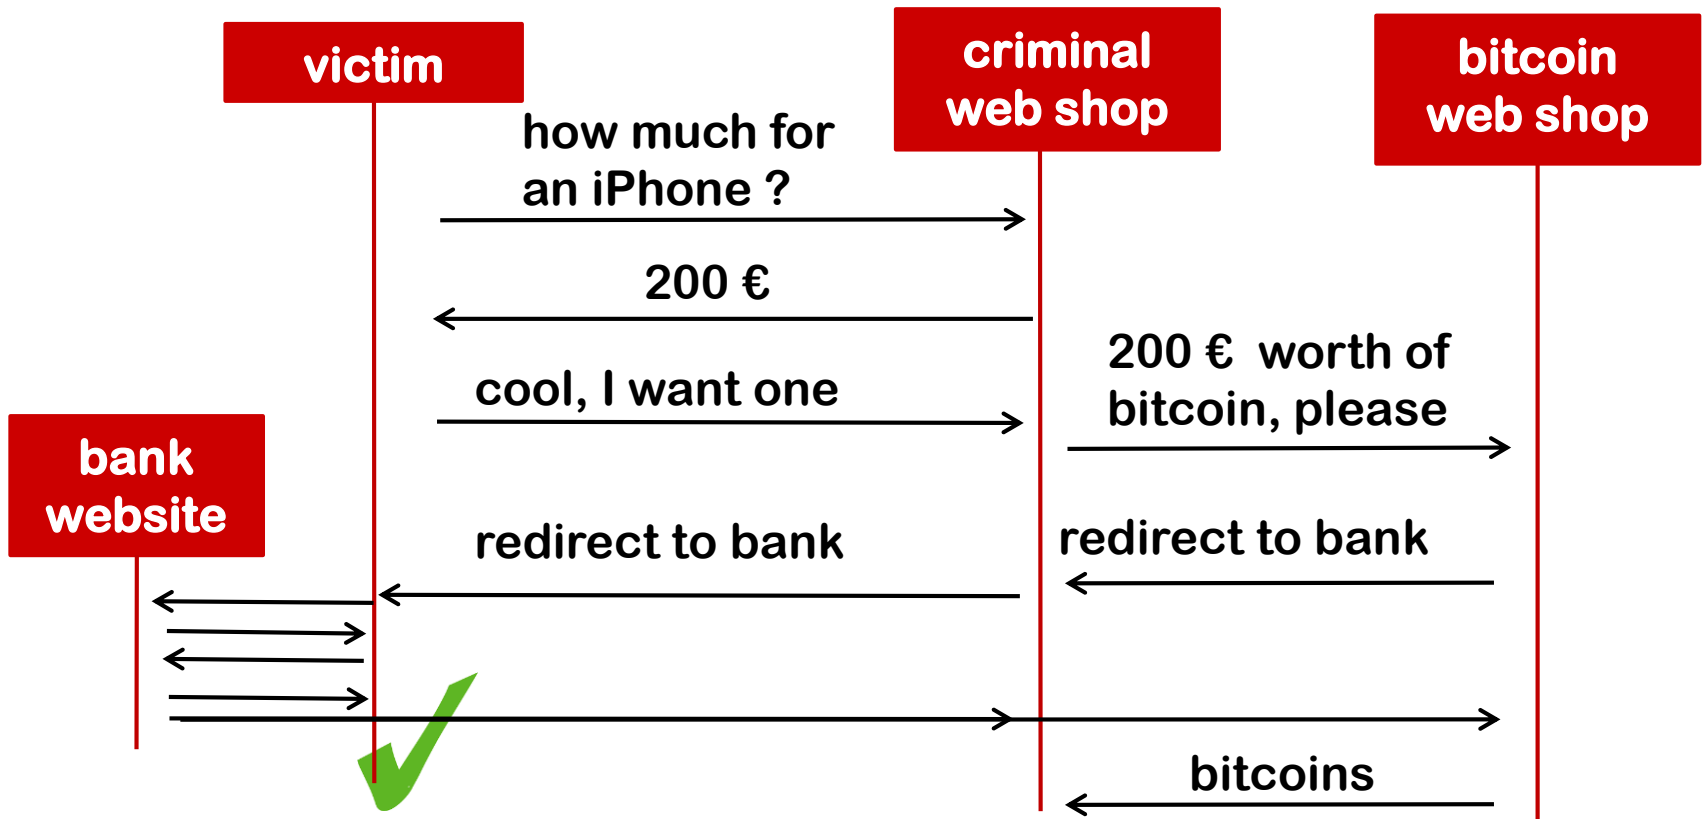 victim
criminal
web shop
bitcoin
web shop
how much for
an iPhone ?
200 €
200 € worth of
bitcoin, please
cool, I want one
bank
website
redirect to bank
redirect to bank
bitcoins